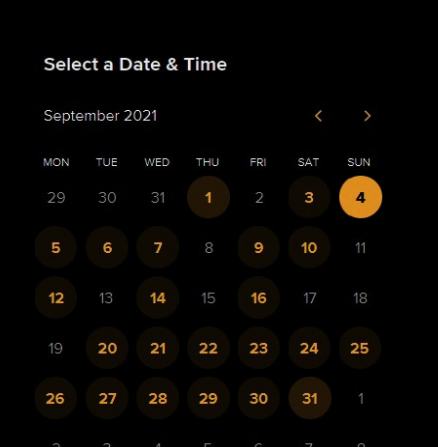 Select a Date & Time
September 2021
MON TUE WED THU FRI SAT SUN
29 30 31 1 2 3 4
5 6 7 8 9 10 11
12 13 14 15 16 17 18
19 20 21 22 23 24 25
26 27 28 29 30 31 1